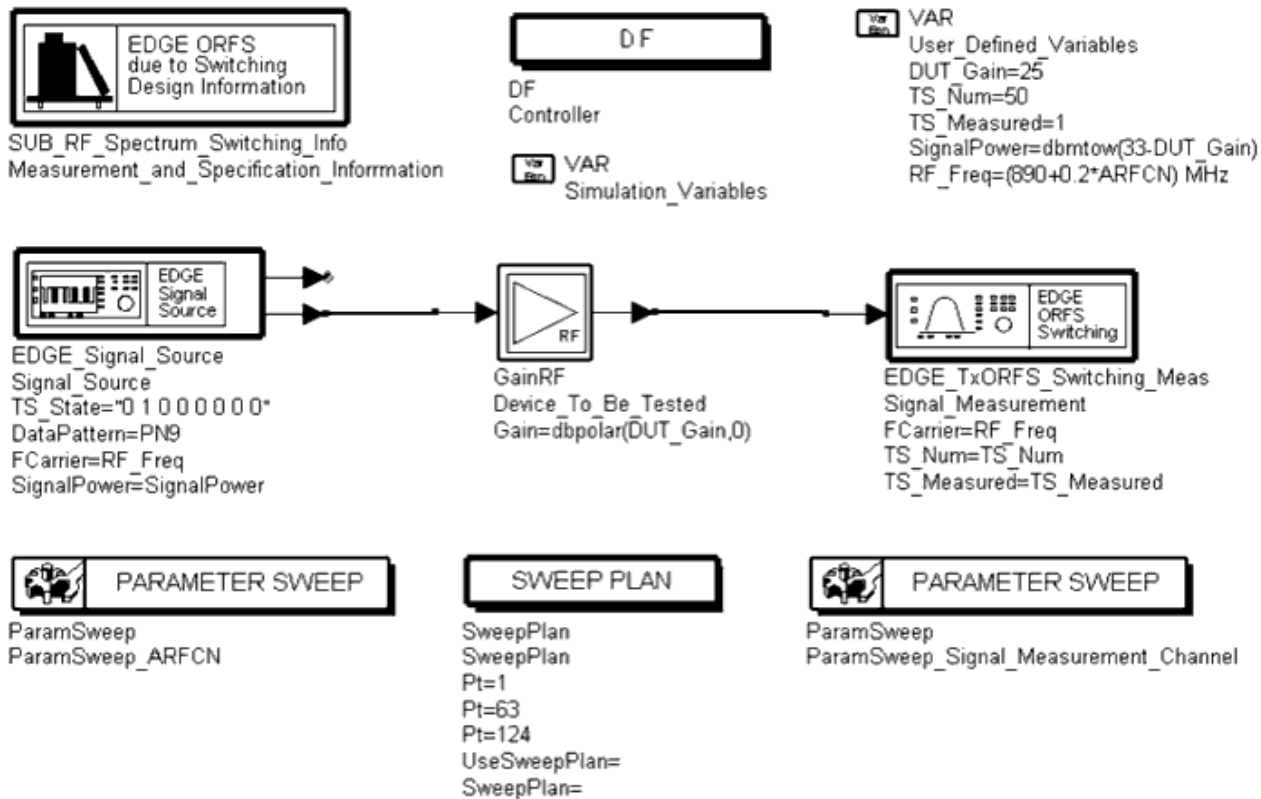 EDGE ORFS
due to Switching
Design Information
SUB_RF_Spectrum_Switching_Info
Measurement_and_Specification_Inforrmation
DF
DF
Controller
Var
Eqn
VAR
Simulation_Variables
Var
Eqn
VAR
User_Defined_Variables
DUT_Gain=25
TS_Num=50
TS_Measured=1
SignalPower=dbmtow(33-DUT_Gain)
RF_Freq=(890+0.2*ARFCN) MHz
EDGE
Signal
Source
EDGE_Signal_Source
Signal_Source
TS_State="0 1 0 0 0 0 0 0"
DataPattern=PN9
FCarrier=RF_Freq
SignalPower=SignalPower
RF
GainRF
Device_To_Be_Tested
Gain=dbpolar(DUT_Gain,0)
EDGE
ORFS
Switching
EDGE_TxORFS_Switching_Meas
Signal_Measurement
FCarrier=RF_Freq
TS_Num=TS_Num
TS_Measured=TS_Measured
PARAMETER SWEEP
ParamSweep
ParamSweep_ARFCN
SWEEP PLAN
SweepPlan
SweepPlan
Pt=1
Pt=63
Pt=124
UseSweepPlan=
SweepPlan=
PARAMETER SWEEP
ParamSweep
ParamSweep_Signal_Measurement_Channel